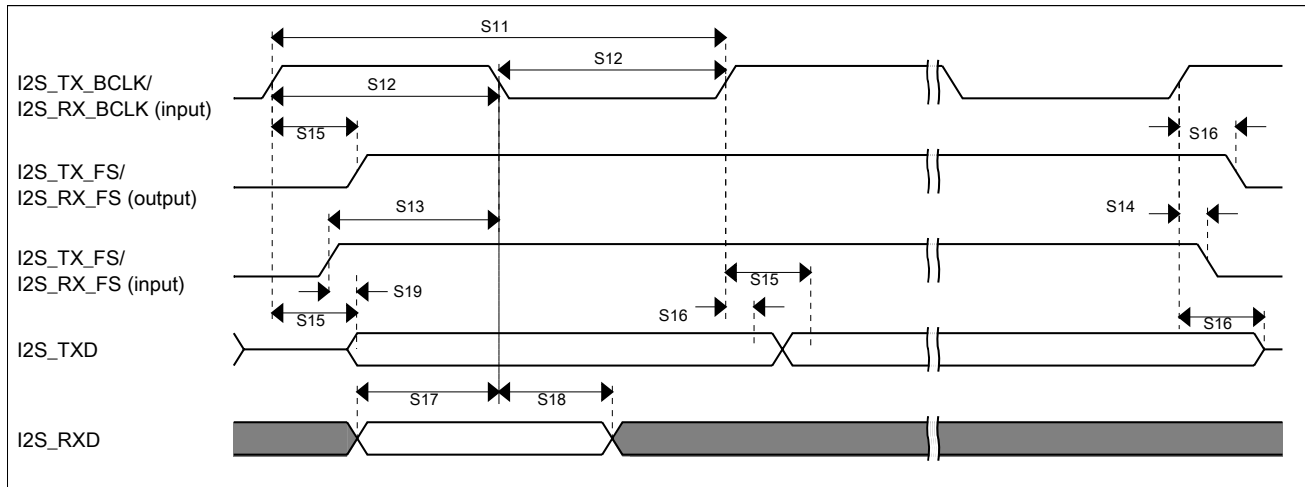 S11
I2S_TX_BCLK/
I2S_RX_BCLK (input)
S12
S12
S15
S16
I2S_TX_FS/
I2S_RX_FS (output)
S13
S14
I2S_TX_FS/
I2S_RX_FS (input)
S15
S19
S15
S16
S16
I2S_TXD
S17
S18
I2S_RXD